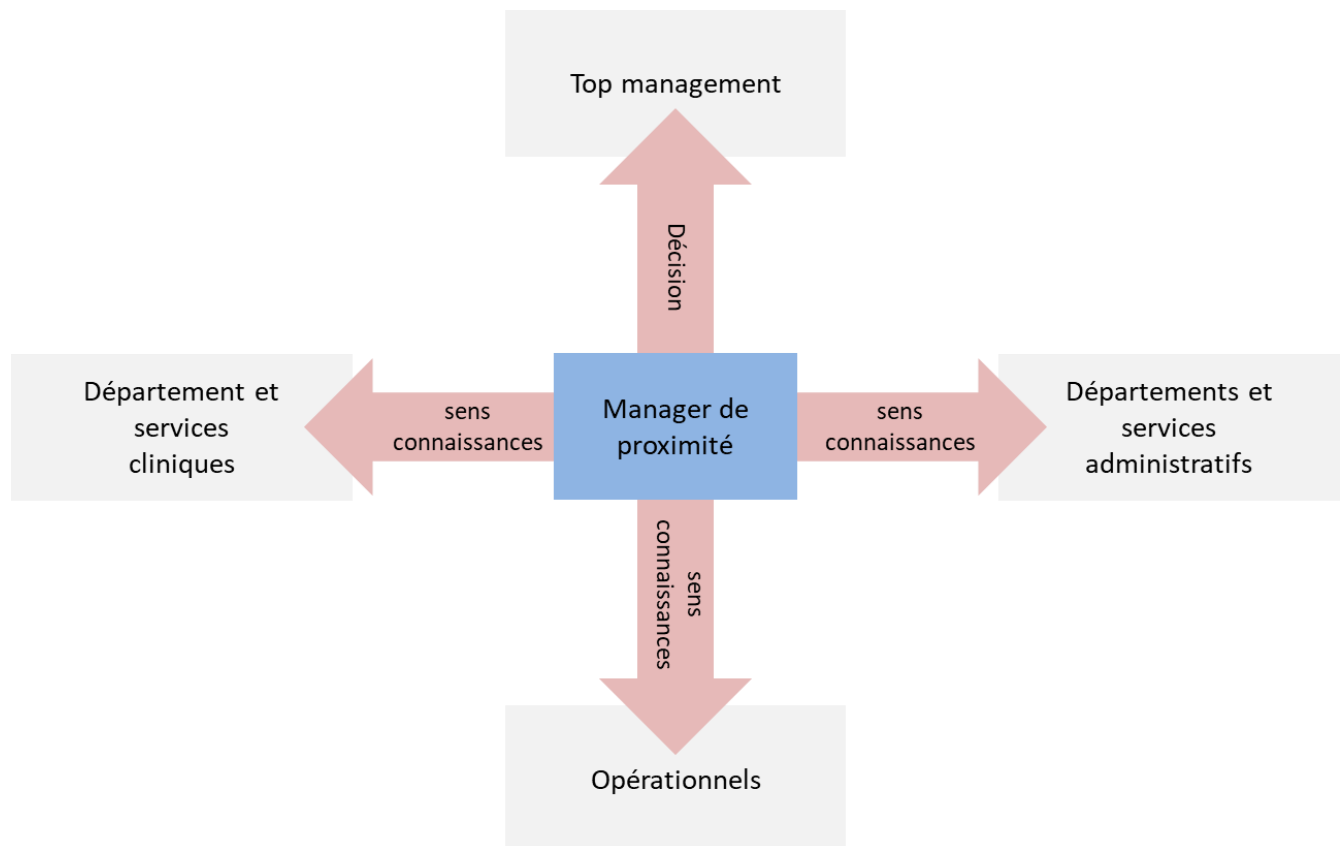 Top management
Décision
Département et
services
cliniques
sens
connaissances
Manager de
proximité
sens
connaissances
Départements et
services
administratifs
sens
connaissances
Opérationnels